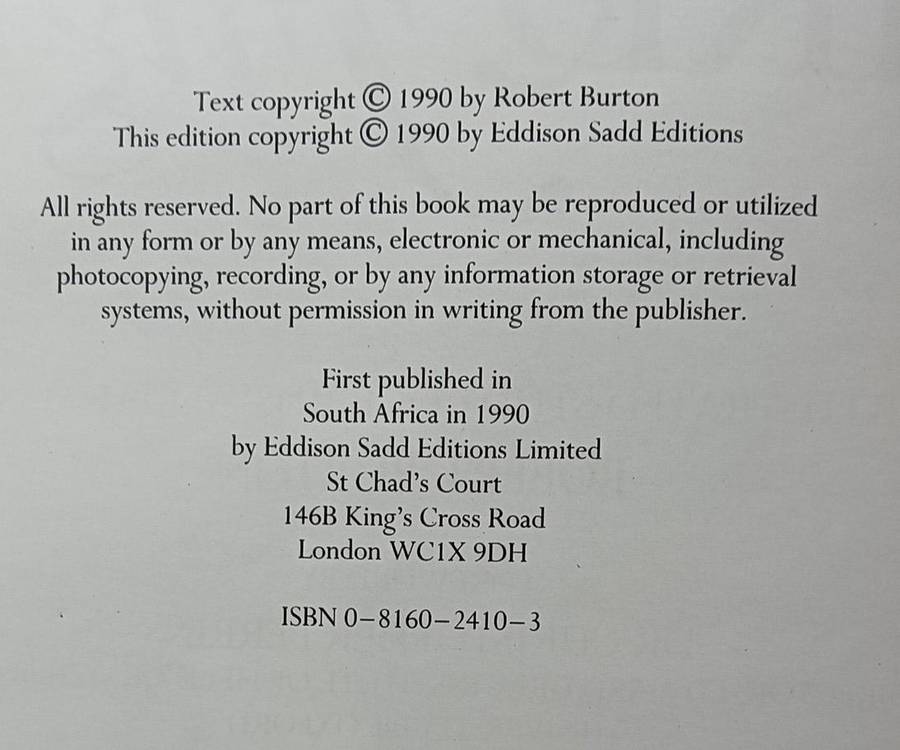 Text copyright © 1990 by Robert Burton
This edition copyright © 1990 by Eddison Sadd Editions
All rights reserved. No part of this book may be reproduced or utilized
in any form or by any means, electronic or mechanical, including
photocopying, recording, or by any information storage or retrieval
systems, without permission in writing from the publisher.
First published in
South Africa in 1990
by Eddison Sadd Editions Limited
St Chad's Court
146B King's Cross Road
London WC1X 9DH
ISBN 0–8160–2410–3